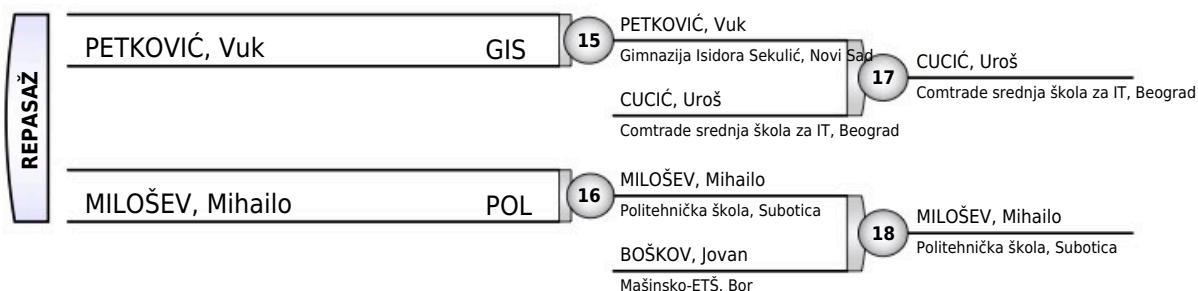 REPASAŽ
PETKOVIĆ, Vuk GIS
15
PETKOVIĆ, Vuk
Gimnazija Isidora Sekulić, Novi Sad
CUCIĆ, Uroš
Comtrade srednja škola za IT, Beograd
17
CUCIĆ, Uroš
Comtrade srednja škola za IT, Beograd
MILOŠEV, Mihailo POL
16
MILOŠEV, Mihailo
Politehnička škola, Subotica
BOŠKOV, Jovan
Mašinsko-ETŠ, Bor
18
MILOŠEV, Mihailo
Politehnička škola, Subotica